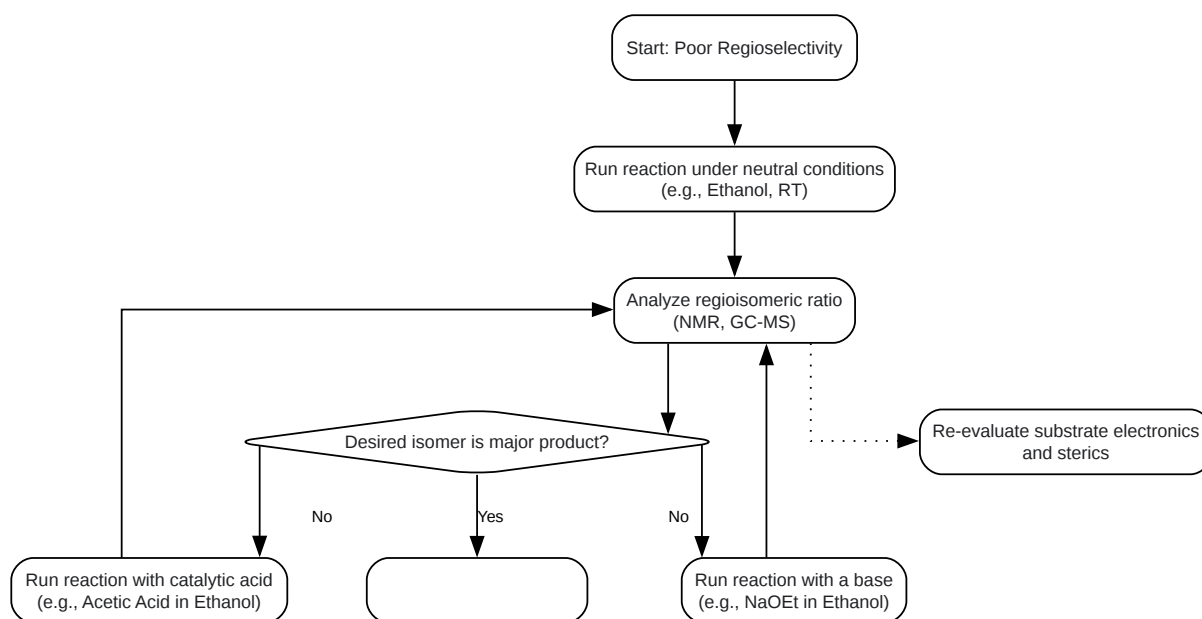 Start: Poor Regioselectivity
Run reaction under neutral conditions
(e.g., Ethanol, RT)
Analyze regioisomeric ratio
(NMR, GC-MS)
Desired isomer is major product?
Re-evaluate substrate electronics
and sterics
No
Yes
No
Run reaction with catalytic acid
(e.g., Acetic Acid in Ethanol)
Run reaction with a base
(e.g., NaOEt in Ethanol)